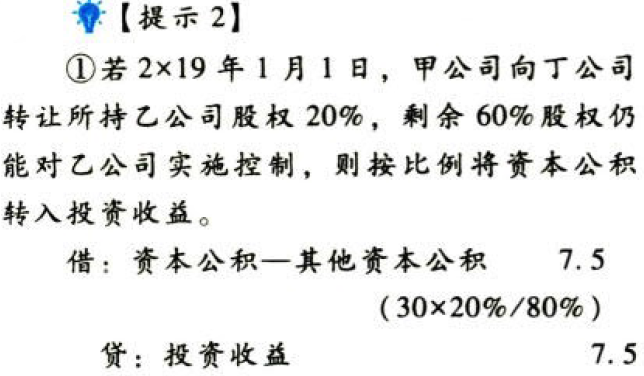 【提示 2】
①若 2×19 年 1 月 1 日，甲公司向丁公司
转让所持乙公司股权 20%，剩余 60%股权仍
能对乙公司实施控制，则按比例将资本公积
转入投资收益。
借：资本公积—其他资本公积 7.5
（30×20%/80%）
贷：投资收益 7.5